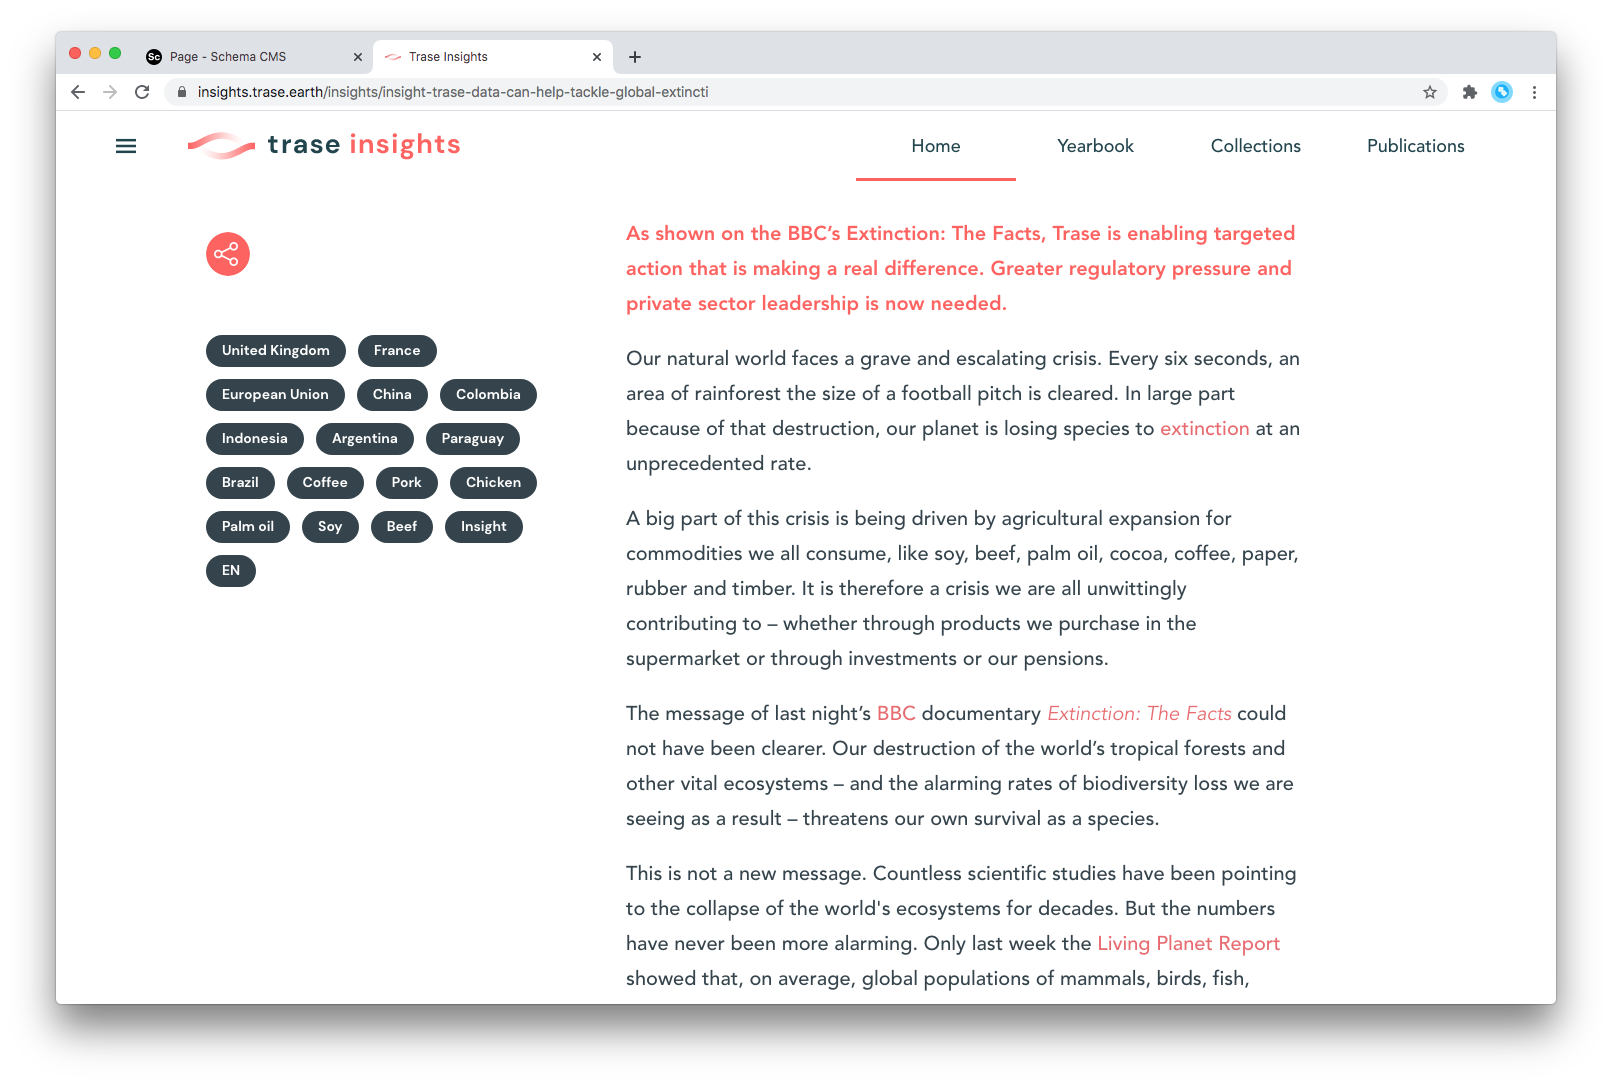 Sc Page - Schema CMS
Trase Insights
insights.trase.earth/insights/insight-trase-data-can-help-tackle-global-extincti
trase insights
Home Yearbook Collections Publications
United Kingdom France
European Union China Colombia
Indonesia Argentina Paraguay
Brazil Coffee Pork Chicken
Palm oil Soy Beef Insight
EN
As shown on the BBC’s Extinction: The Facts, Trase is enabling targeted
action that is making a real difference. Greater regulatory pressure and
private sector leadership is now needed.
Our natural world faces a grave and escalating crisis. Every six seconds, an
area of rainforest the size of a football pitch is cleared. In large part
because of that destruction, our planet is losing species to extinction at an
unprecedented rate.
A big part of this crisis is being driven by agricultural expansion for
commodities we all consume, like soy, beef, palm oil, cocoa, coffee, paper,
rubber and timber. It is therefore a crisis we are all unwittingly
contributing to – whether through products we purchase in the
supermarket or through investments or our pensions.
The message of last night’s BBC documentary Extinction: The Facts could
not have been clearer. Our destruction of the world’s tropical forests and
other vital ecosystems – and the alarming rates of biodiversity loss we are
seeing as a result – threatens our own survival as a species.
This is not a new message. Countless scientific studies have been pointing
to the collapse of the world's ecosystems for decades. But the numbers
have never been more alarming. Only last week the Living Planet Report
showed that, on average, global populations of mammals, birds, fish,